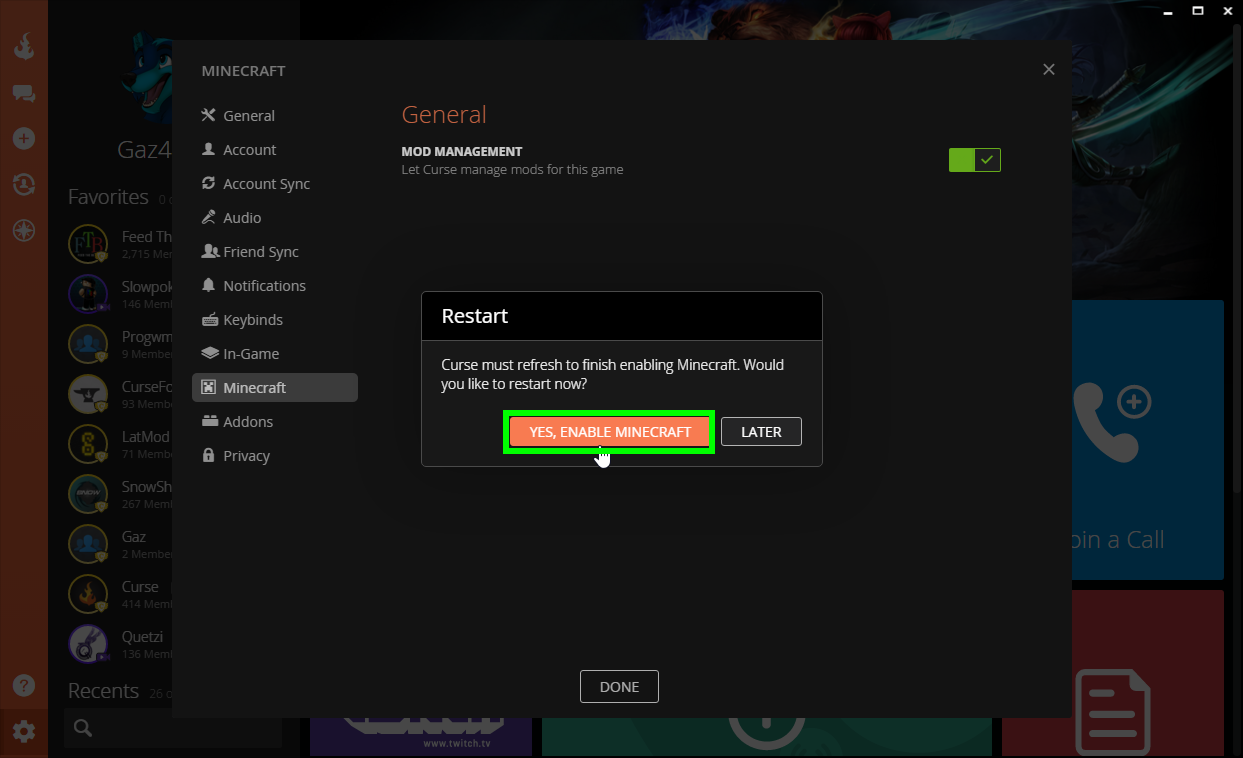 MINECRAFT
General
Account
Account Sync
Audio
Friend Sync
Notifications
Keybinds
In-Game
Minecraft
Addons
Privacy
General
MOD MANAGEMENT
Let Curse manage mods for this game
Restart
Curse must refresh to finish enabling Minecraft. Would
you like to restart now?
YES, ENABLE MINECRAFT
LATER
DONE
Gaz4
Favorites 0
Feed Th
2,715 Mem
Slowpok
146 Memb
Progwm
9 Member
CurseFo
93 Memb
LatMod
71 Memb
SnowSh
267 Memb
Gaz
2 Member
Curse
414 Memb
Quetzi
136 Memb
Recents 26
oin a Call
www.twitch.tv